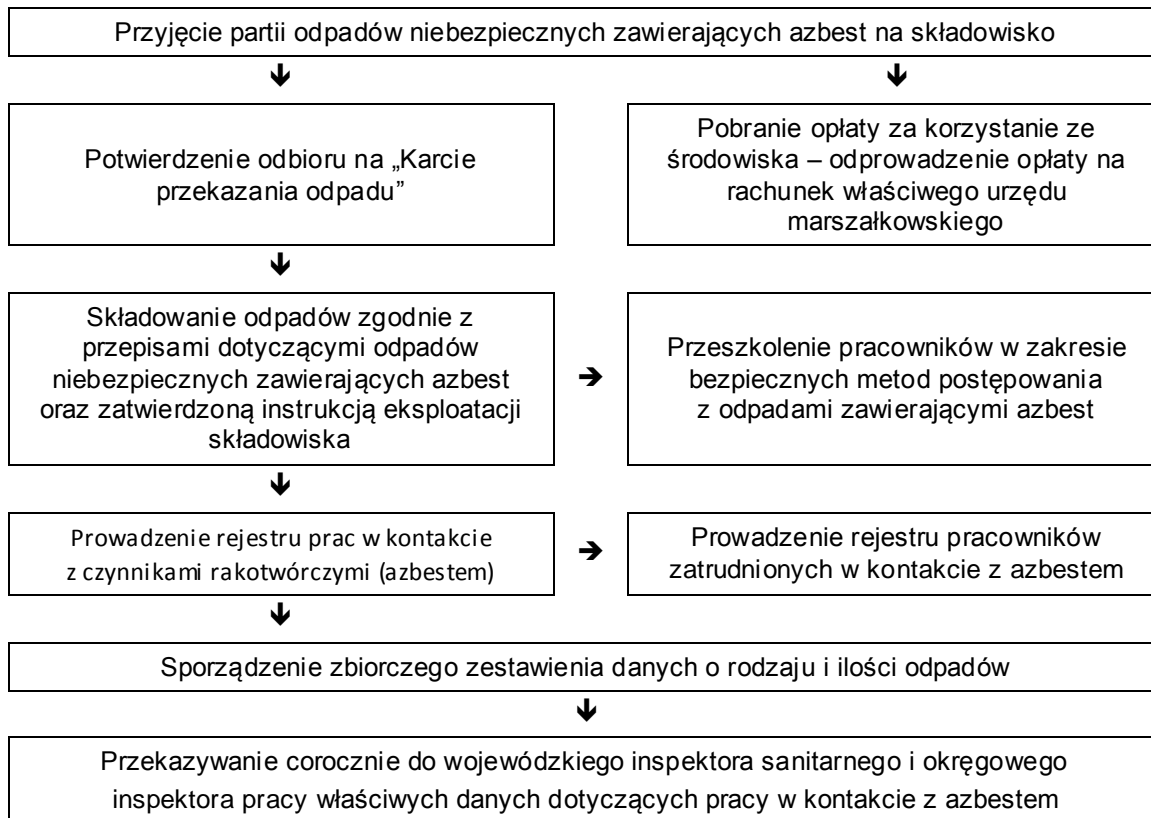 Przyjęcie partii odpadów niebezpiecznych zawierających azbest na składowisko
Potwierdzenie odbioru na „Karcie
przekazania odpadu”
Pobranie opłaty za korzystanie ze
środowiska – odprowadzenie opłaty na
rachunek właściwego urzędu
marszałkowskiego
Składowanie odpadów zgodnie z
przepisami dotyczącymi odpadów
niebezpiecznych zawierających azbest
oraz zatwierdzoną instrukcją eksploatacji
składowiska
Przeszkolenie pracowników w zakresie
bezpiecznych metod postępowania
z odpadami zawierającymi azbest
Prowadzenie rejestru prac w kontakcie
z czynnikami rakotwórczymi (azbestem)
Prowadzenie rejestru pracowników
zatrudnionych w kontakcie z azbestem
Sporządzenie zbiorczego zestawienia danych o rodzaju i ilości odpadów
Przekazywanie corocznie do wojewódzkiego inspektora sanitarnego i okręgowego
inspektora pracy właściwych danych dotyczących pracy w kontakcie z azbestem